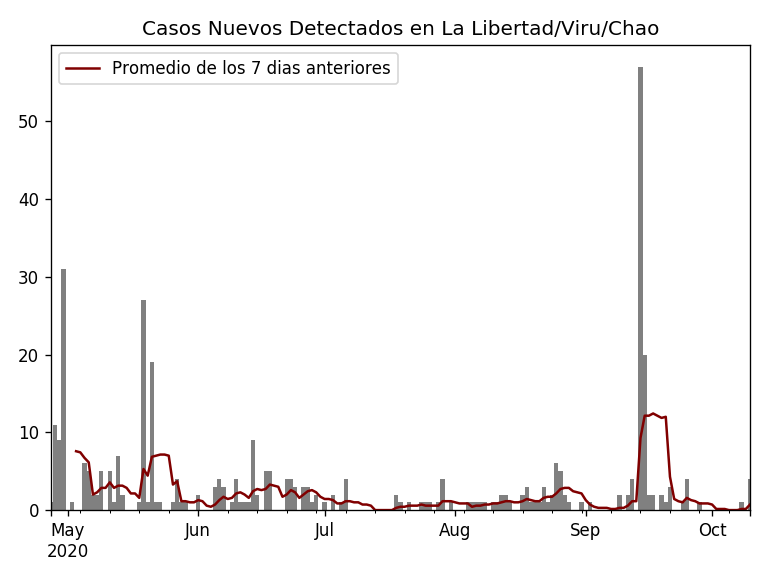 Casos Nuevos Detectados en La Libertad/Viru/Chao
Promedio de los 7 dias anteriores
50
40
30
20
10
0
May Jun Jul Aug Sep Oct
2020